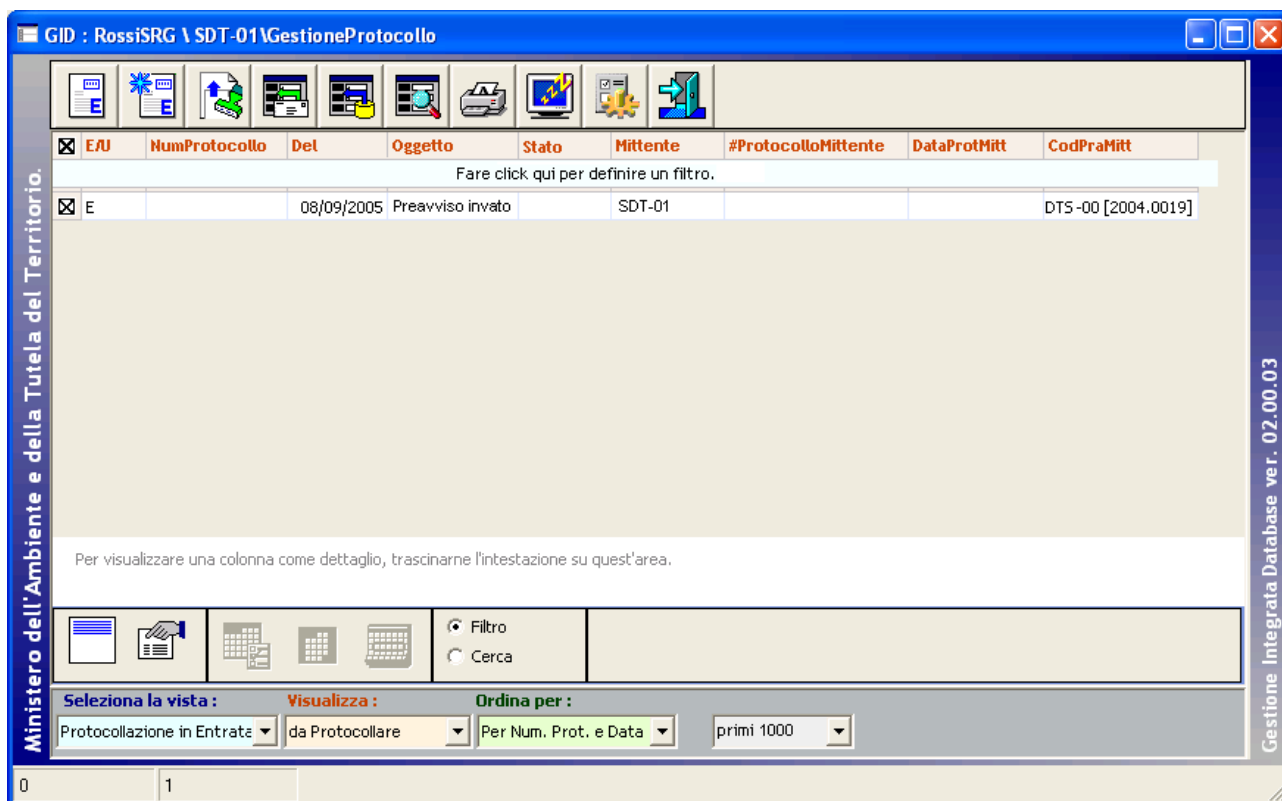 GID : RossiSRG \ SDT-01\GestioneProtocollo
E E
E/U NumProtocollo Del Oggetto Stato Mittente #ProtocolloMittente DataProtMitt CodPraMitt
Fare click qui per definire un filtro.
E 08/09/2005 Preavviso invato SDT-01 DTS-00 [2004.0019]
Per visualizzare una colonna come dettaglio, trascinarne l'intestazione su quest'area.
Filtro
Cerca
Seleziona la vista : Visualizza : Ordina per :
Protocollazione in Entrata da Protocollare Per Num. Prot. e Data primi 1000
0 1
Ministero dell'Ambiente e della Tutela del Territorio.
Gestione Integrata Database ver. 02.00.03